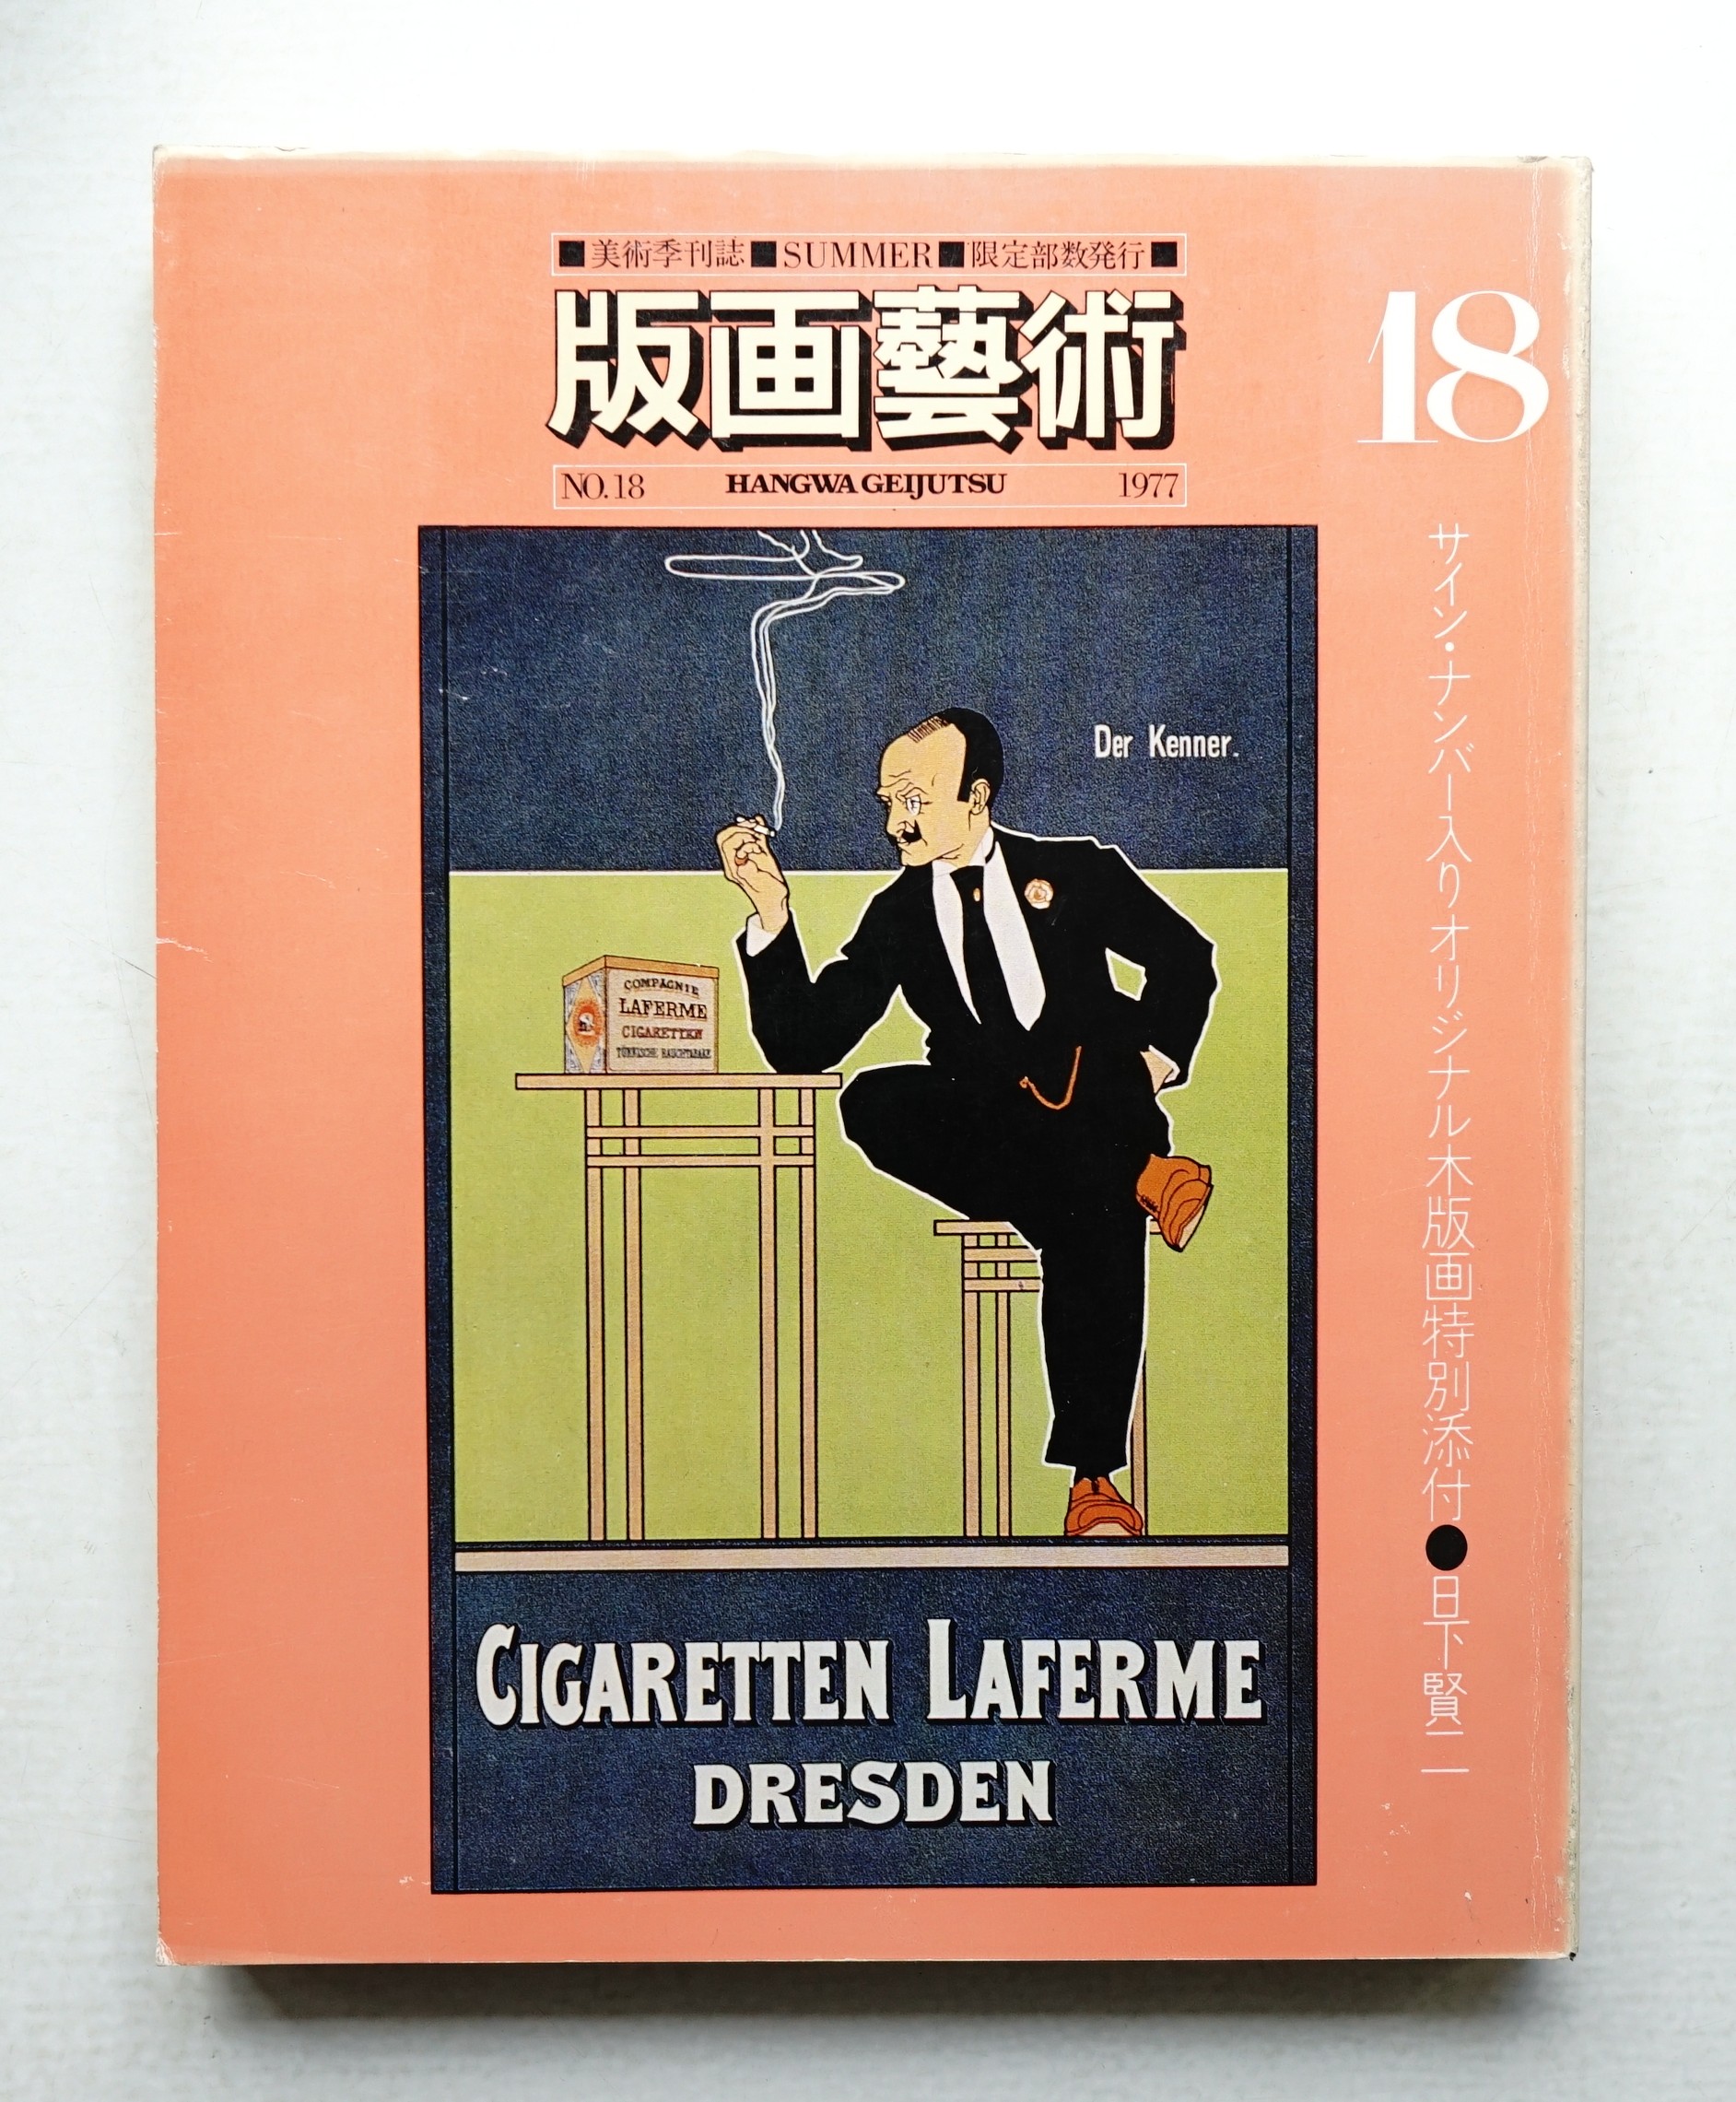 ■美術季刊誌■SUMMER■限定部数発行■
版画藝術
18
NO.18 HANGWA GEIJUTSU 1977
サイン・ナンバー入りオリジナル木版画特別添付●日下賢二
Der Kenner.
COMPAGNIE
LAFERME
CIGARETTEN
TÜRKISCHE RAUCHTABAKE
CIGARETTEN LAFERME
DRESDEN